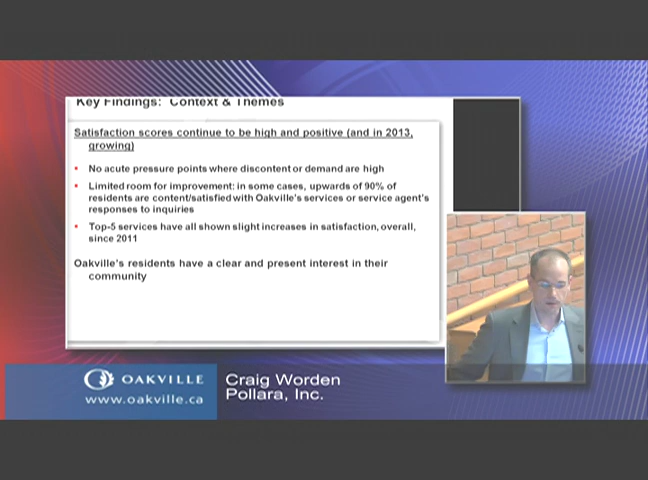 Key Findings: Context & Themes
Satisfaction scores continue to be high and positive (and in 2013,
growing)
• No acute pressure points where discontent or demand are high
• Limited room for improvement: in some cases, upwards of 90% of
residents are content/satisfied with Oakville's services or service agent's
responses to inquiries
• Top-5 services have all shown slight increases in satisfaction, overall,
since 2011
Oakville's residents have a clear and present interest in their
community
OAKVILLE
www.oakville.ca
Craig Worden
Pollara, Inc.